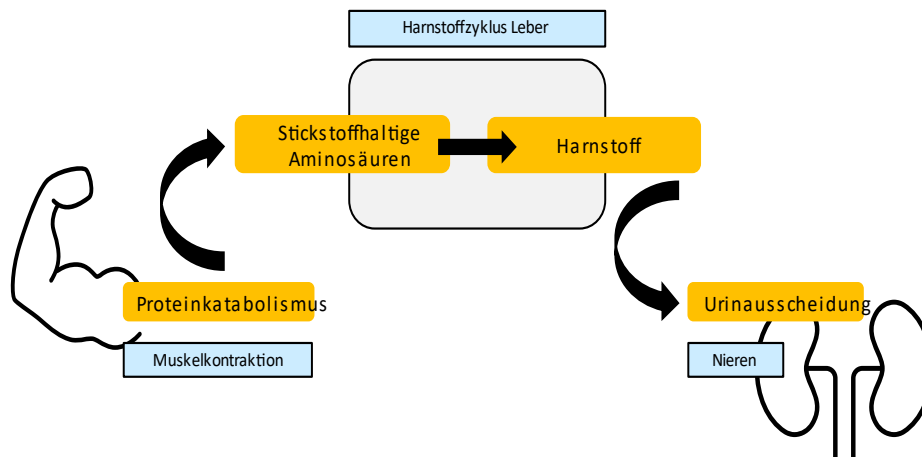 Harnstoffzyklus Leber
Stickstoffhaltige
Aminosäuren
Harnstoff
Proteinkatabolismus
Urinausscheidung
Muskelkontraktion
Nieren